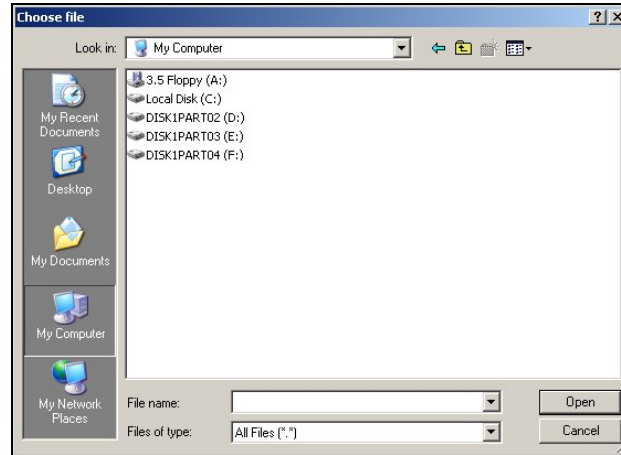 Choose file
Look in:
My Computer
My Recent
Documents
Desktop
My Documents
My Computer
My Network
Places
3.5 Floppy (A:)
Local Disk (C:)
DISK1PART02 (D:)
DISK1PART03 (E:)
DISK1PART04 (F:)
File name:
Open
Files of type:
All Files (*.*)
Cancel